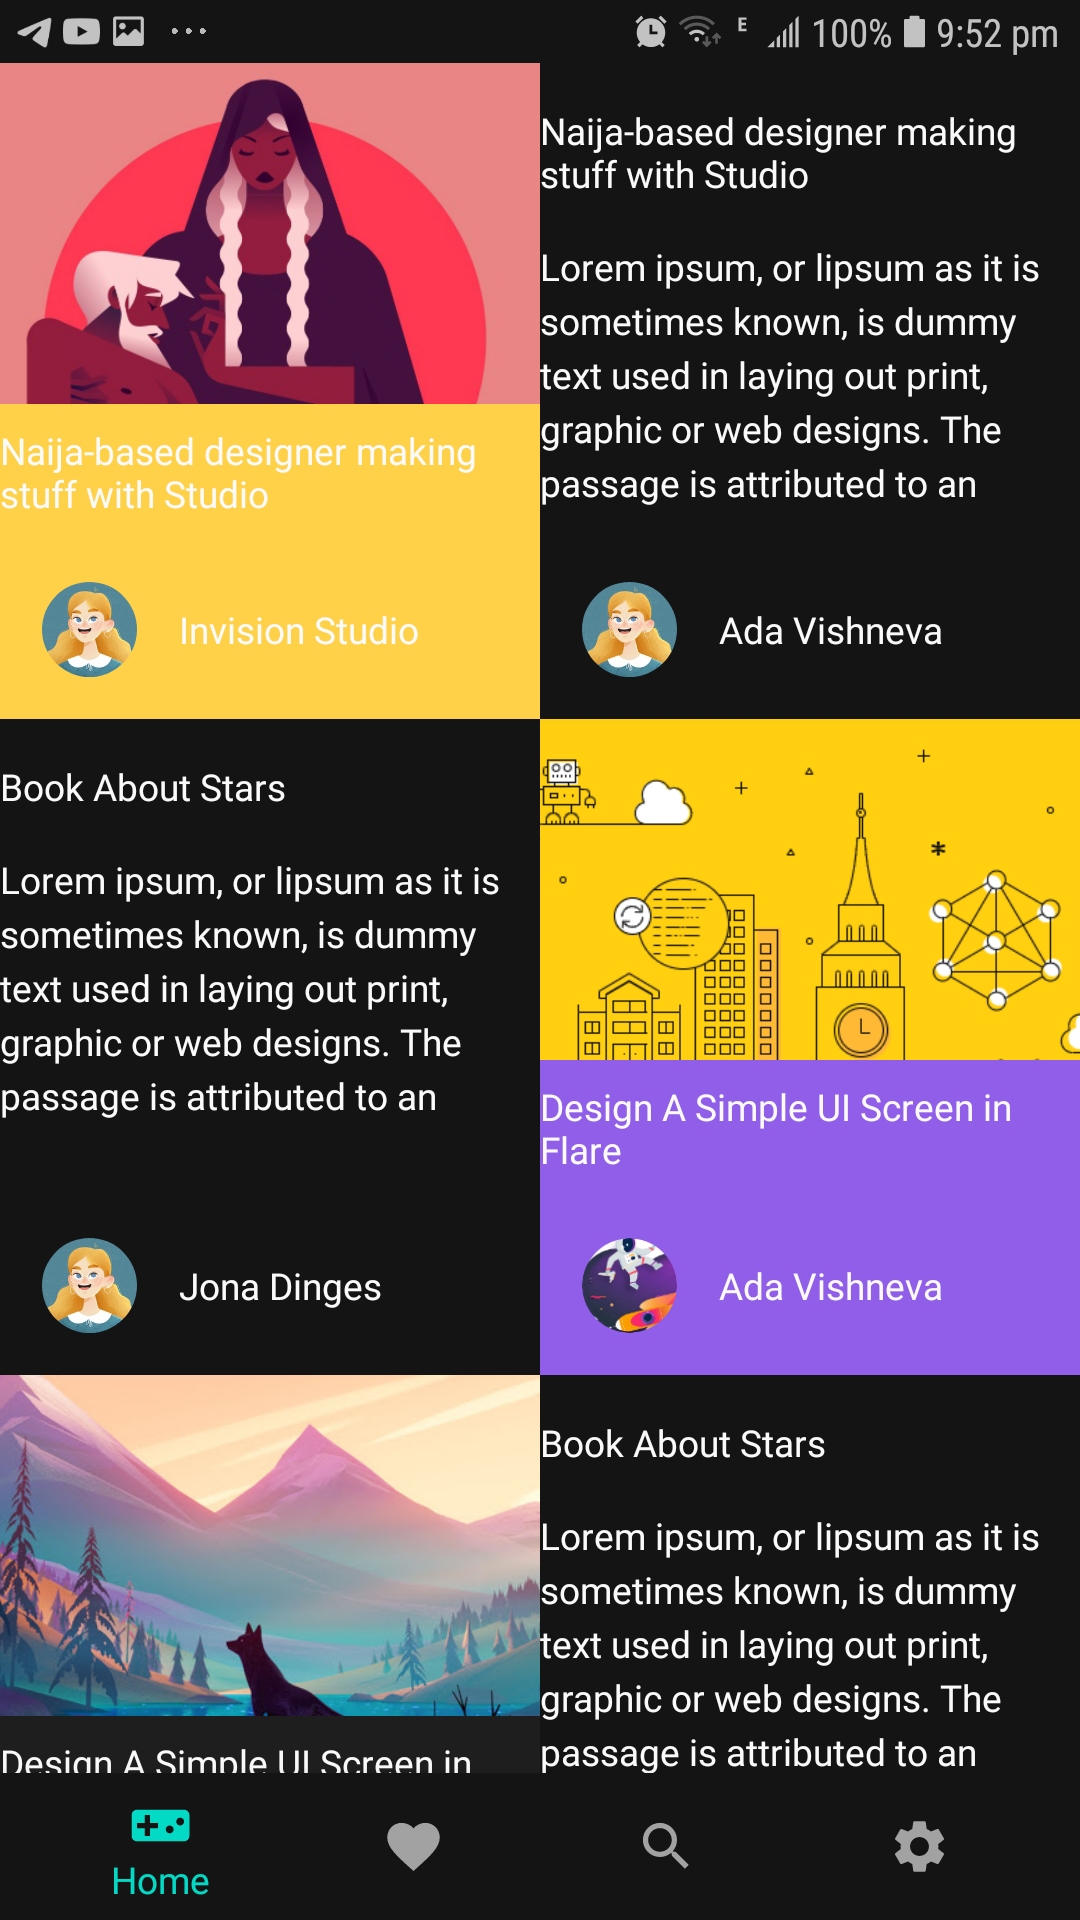 E 100% 9:52 pm
Naija-based designer making
stuff with Studio
Invision Studio
Naija-based designer making
stuff with Studio
Lorem ipsum, or lipsum as it is
sometimes known, is dummy
text used in laying out print,
graphic or web designs. The
passage is attributed to an
Ada Vishneva
Book About Stars
Lorem ipsum, or lipsum as it is
sometimes known, is dummy
text used in laying out print,
graphic or web designs. The
passage is attributed to an
Jona Dinges
Design A Simple UI Screen in
Flare
Ada Vishneva
Design A Simple UI Screen in
Book About Stars
Lorem ipsum, or lipsum as it is
sometimes known, is dummy
text used in laying out print,
graphic or web designs. The
passage is attributed to an
Home